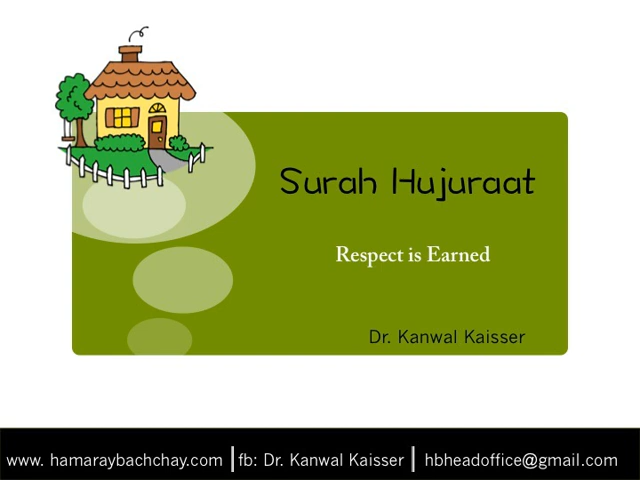 Surah Hujuraat
Respect is Earned
Dr. Kanwal Kaisser
www. hamaraybachchay.com | fb: Dr. Kanwal Kaisser | hbheadoffice@gmail.com